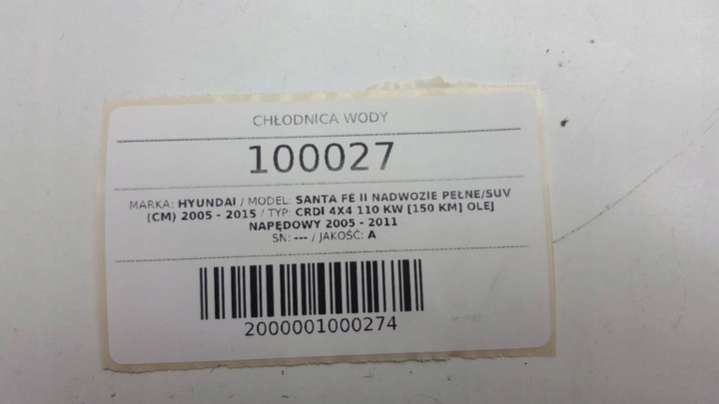 CHŁODNICA WODY
100027
MARKA: HYUNDAI / MODEL: SANTA FE II NADWOZIE PEŁNE/SUV
(CM) 2005 - 2015 / TYP: CRDI 4X4 110 KW [150 KM] OLEJ
NAPĘDOWY 2005 - 2011
SN: --- / JAKOŚĆ: A
2000001000274